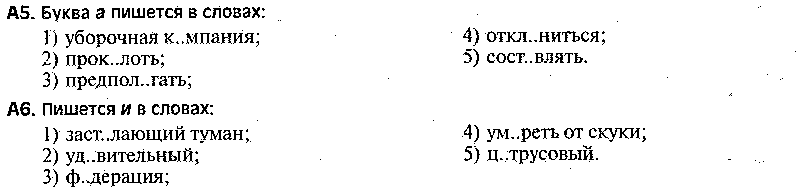 А5. Буква а пишется в словах:
1) уборочная к..мпания;
2) прок..лоть;
3) предпол..гать;
4) откл..ниться;
5) сост..влять.
А6. Пишется и в словах:
1) заст..лающий туман;
2) уд..вительный;
3) ф..дерация;
4) ум..реть от скуки;
5) ц..трусовый.